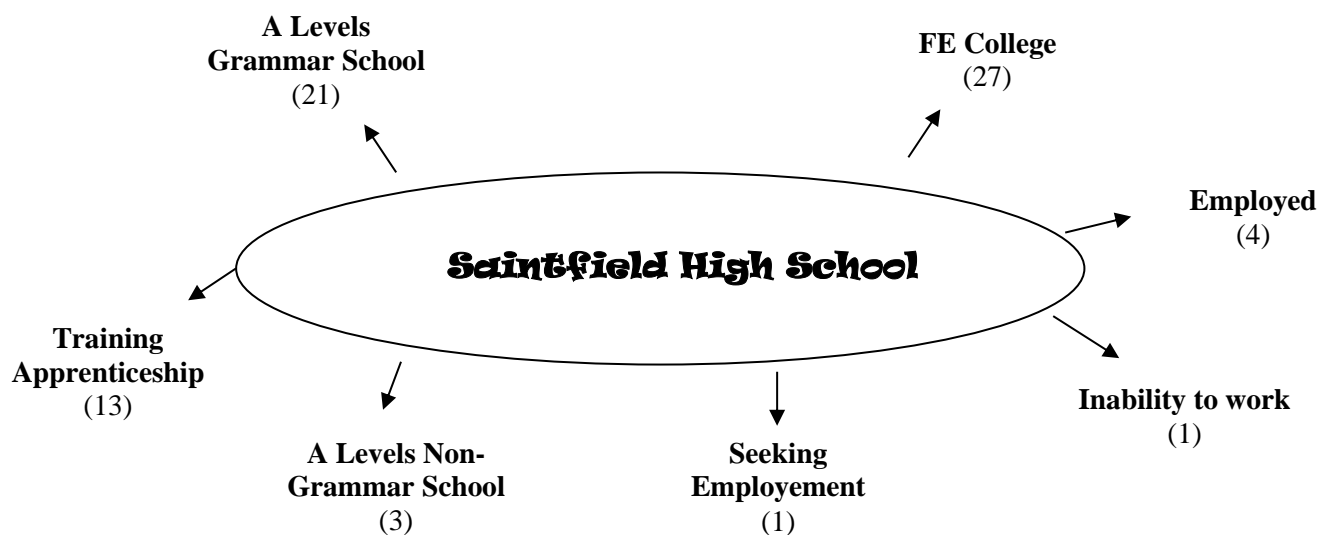 A Levels
Grammar School
(21)
FE College
(27)
Employed
(4)
Saintfield High School
Training
Apprenticeship
(13)
Inability to work
(1)
A Levels Non-
Grammar School
(3)
Seeking
Employement
(1)